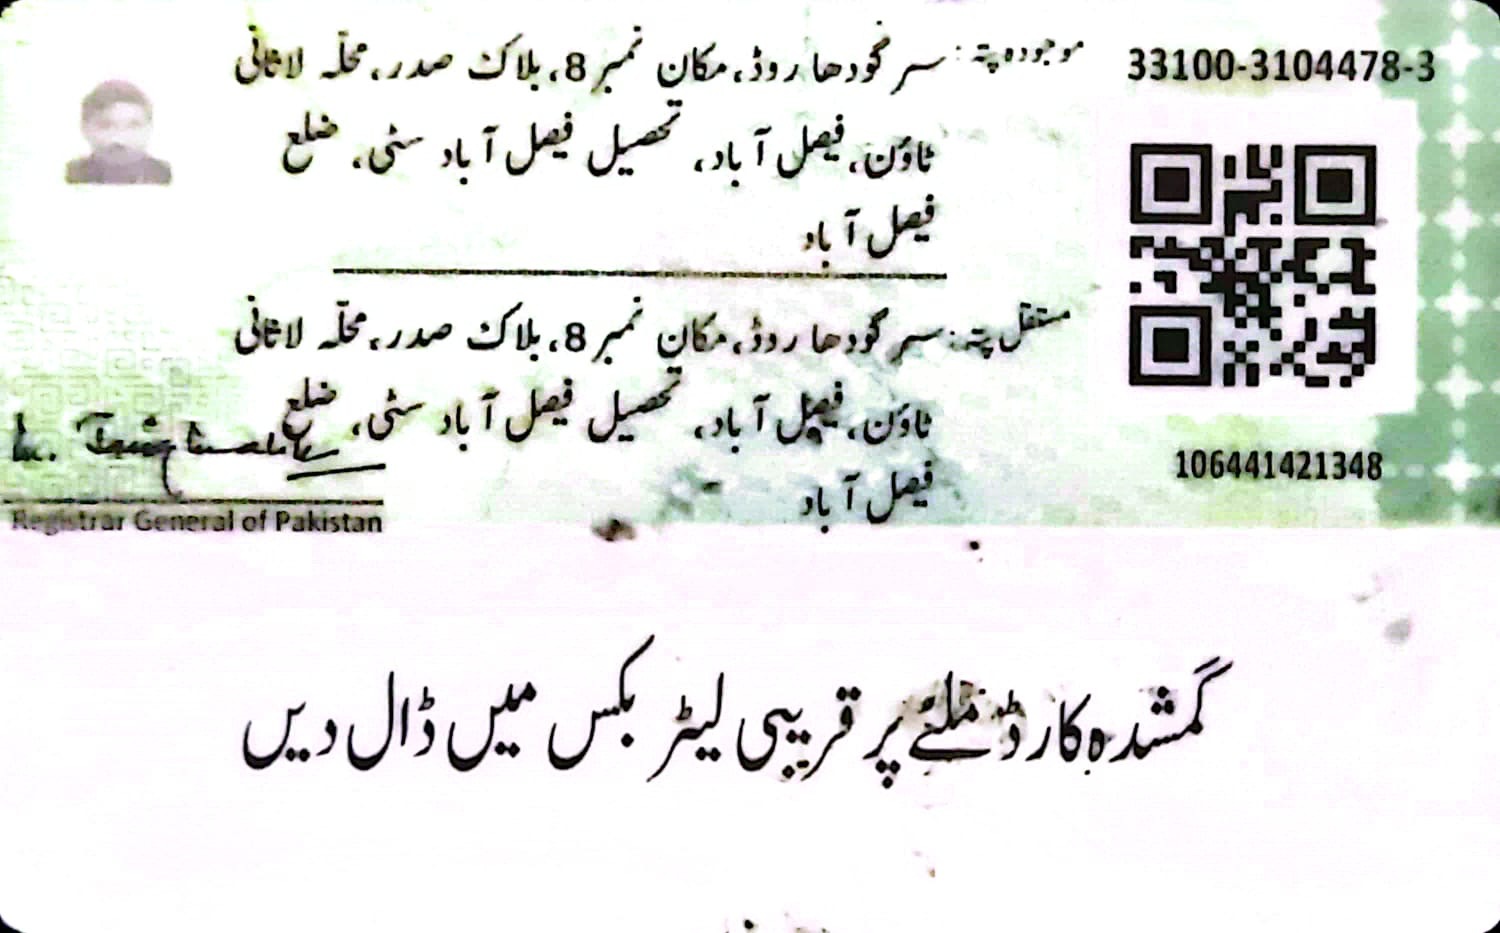 33100-3104478-3
موجودہ پتہ: سرگودھا روڈ، مکان نمبر 8، بلاک صدر، محلّہ لاثانی
ٹاؤن، فیصل آباد، تحصیل فیصل آباد سٹی، ضلع
فیصل آباد
مستقل پتہ: سرگودھا روڈ، مکان نمبر 8، بلاک صدر، محلّہ لاثانی
ٹاؤن، فیصل آباد، تحصیل فیصل آباد سٹی، ضلع
فیصل آباد
106441421348
Registrar General of Pakistan
گمشدہ کارڈ ملنے پر قریبی لیٹر بکس میں ڈال دیں